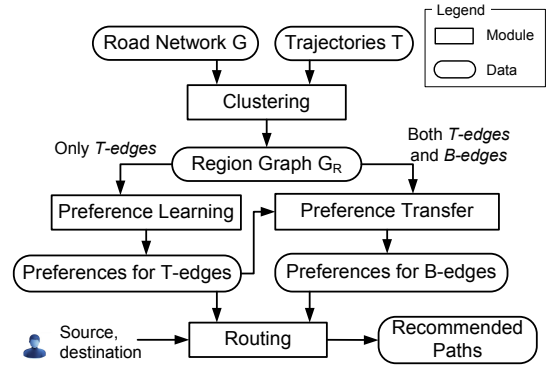 Legend
Road Network G
Trajectories T
Module
Data
Clustering
Only T-edges
Both T-edges
and B-edges
Region Graph GR
Preference Learning
Preference Transfer
Preferences for T-edges
Preferences for B-edges
Source,
destination
Routing
Recommended
Paths